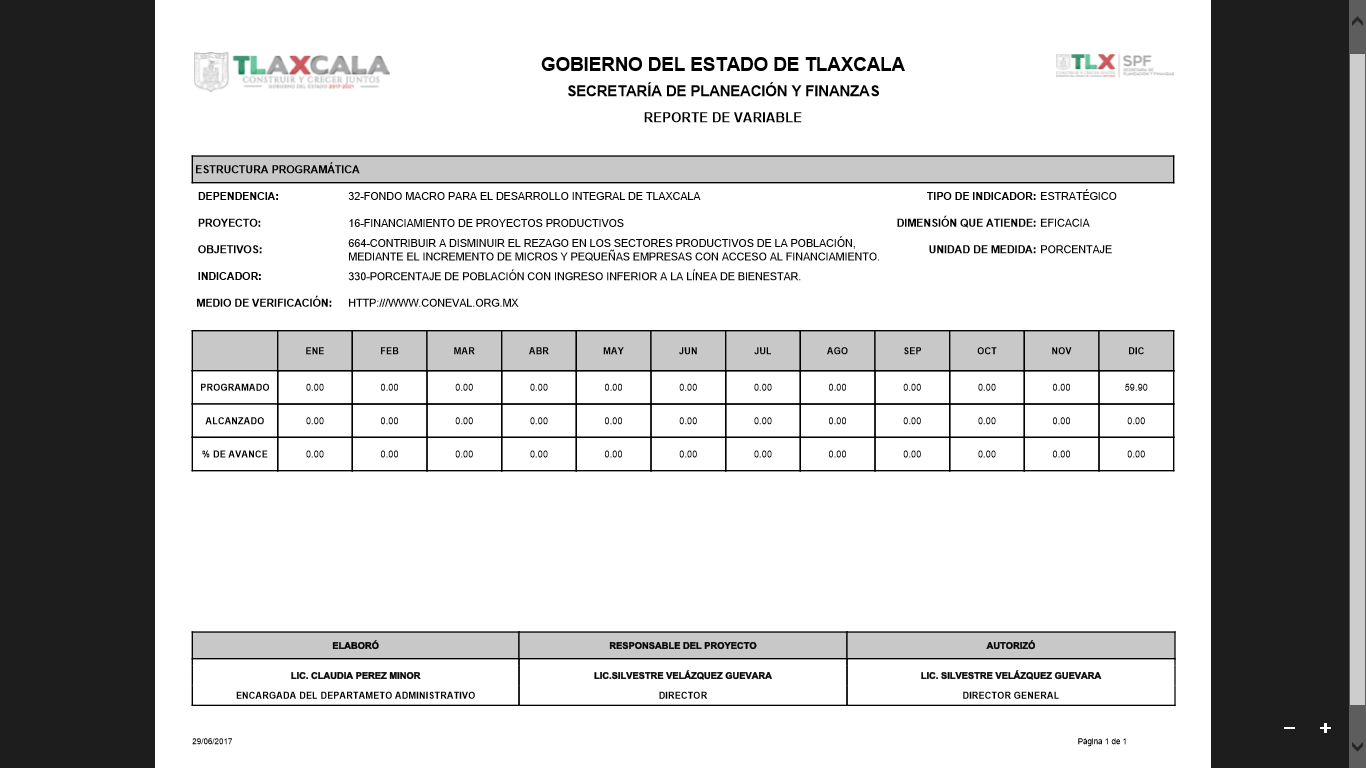 TLAXCALA
CONSTRUIR Y CRECER JUNTOS
GOBIERNO DEL ESTADO 2017-2021
GOBIERNO DEL ESTADO DE TLAXCALA
SECRETARÍA DE PLANEACIÓN Y FINANZAS
REPORTE DE VARIABLE
TLX SPF
ESTRUCTURA PROGRAMÁTICA
DEPENDENCIA: 32-FONDO MACRO PARA EL DESARROLLO INTEGRAL DE TLAXCALA TIPO DE INDICADOR: ESTRATÉGICO
PROYECTO: 16-FINANCIAMIENTO DE PROYECTOS PRODUCTIVOS DIMENSIÓN QUE ATIENDE: EFICACIA
OBJETIVOS: 664-CONTRIBUIR A DISMINUIR EL REZAGO EN LOS SECTORES PRODUCTIVOS DE LA POBLACIÓN,
MEDIANTE EL INCREMENTO DE MICROS Y PEQUEÑAS EMPRESAS CON ACCESO AL FINANCIAMIENTO. UNIDAD DE MEDIDA: PORCENTAJE
INDICADOR: 330-PORCENTAJE DE POBLACIÓN CON INGRESO INFERIOR A LA LÍNEA DE BIENESTAR.
MEDIO DE VERIFICACIÓN: HTTP:///WWW.CONEVAL.ORG.MX
ENE FEB MAR ABR MAY JUN JUL AGO SEP OCT NOV DIC
PROGRAMADO 0.00 0.00 0.00 0.00 0.00 0.00 0.00 0.00 0.00 0.00 0.00 59.90
ALCANZADO 0.00 0.00 0.00 0.00 0.00 0.00 0.00 0.00 0.00 0.00 0.00 0.00
% DE AVANCE 0.00 0.00 0.00 0.00 0.00 0.00 0.00 0.00 0.00 0.00 0.00 0.00
ELABORÓ RESPONSABLE DEL PROYECTO AUTORIZÓ
LIC. CLAUDIA PEREZ MINOR LIC.SILVESTRE VELÁZQUEZ GUEVARA LIC. SILVESTRE VELÁZQUEZ GUEVARA
ENCARGADA DEL DEPARTAMETO ADMINISTRATIVO DIRECTOR DIRECTOR GENERAL
29/06/2017 Página 1 de 1